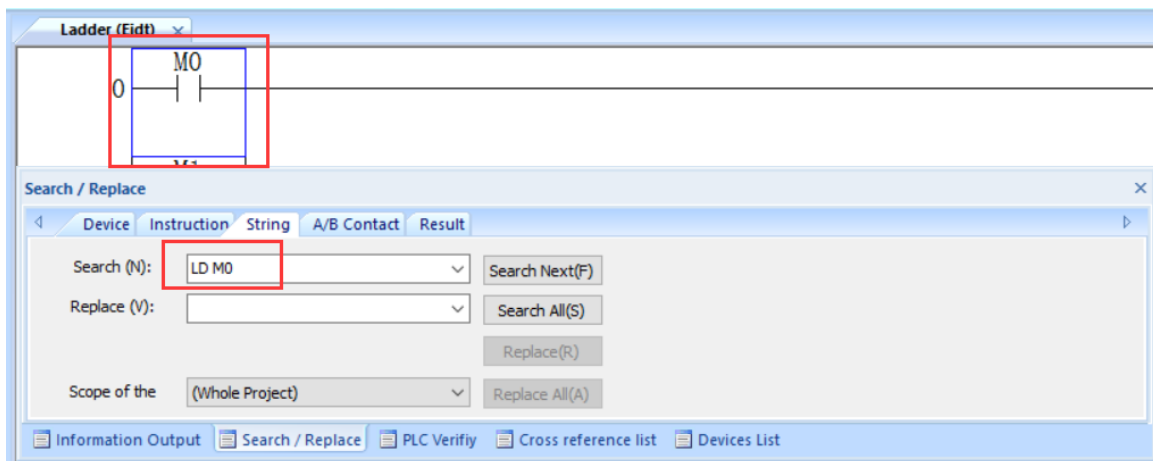 Ladder (Eidt)
M0
0
Search / Replace
Device Instruction String A/B Contact Result
Search (N): LD M0 Search Next(F)
Replace (V): Search All(S)
Replace(R)
Scope of the (Whole Project) Replace All(A)
Information Output Search / Replace PLC Verifiy Cross reference list Devices List